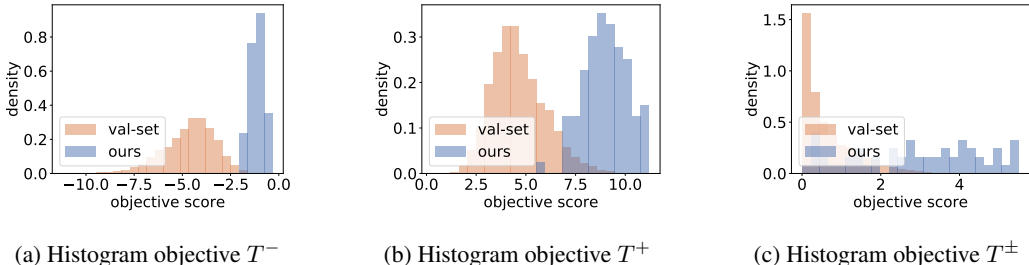 density
0.8
0.6
0.4
0.2
0.0
−10.0 −7.5 −5.0 −2.5 0.0
objective score
val-set
ours
(a) Histogram objective T⁻
density
0.3
0.2
0.1
0.0
0.0 2.5 5.0 7.5 10.0
objective score
val-set
ours
(b) Histogram objective T⁺
density
1.5
1.0
0.5
0.0
0 2 4
objective score
val-set
ours
(c) Histogram objective T±